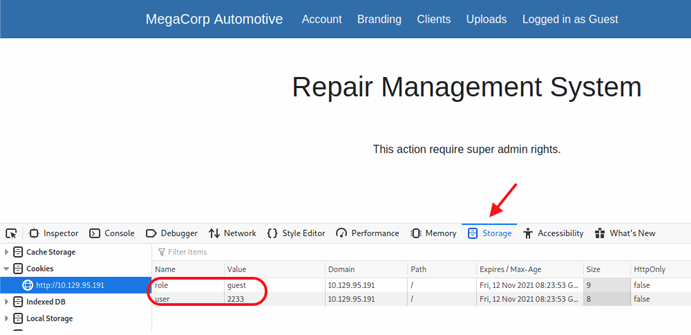 MegaCorp Automotive Account Branding Clients Uploads Logged in as Guest
Repair Management System
This action require super admin rights.
Inspector Console Debugger Network Style Editor Performance Memory Storage Accessibility What's New
Cache Storage
Cookies
http://10.129.95.191
Indexed DB
Local Storage
Filter Items
Name Value Domain Path Expires / Max-Age Size HttpOnly
role guest 10.129.95.191 / Fri, 12 Nov 2021 08:23:53 G... 9 false
user 2233 10.129.95.191 / Fri, 12 Nov 2021 08:23:53 G... 8 false